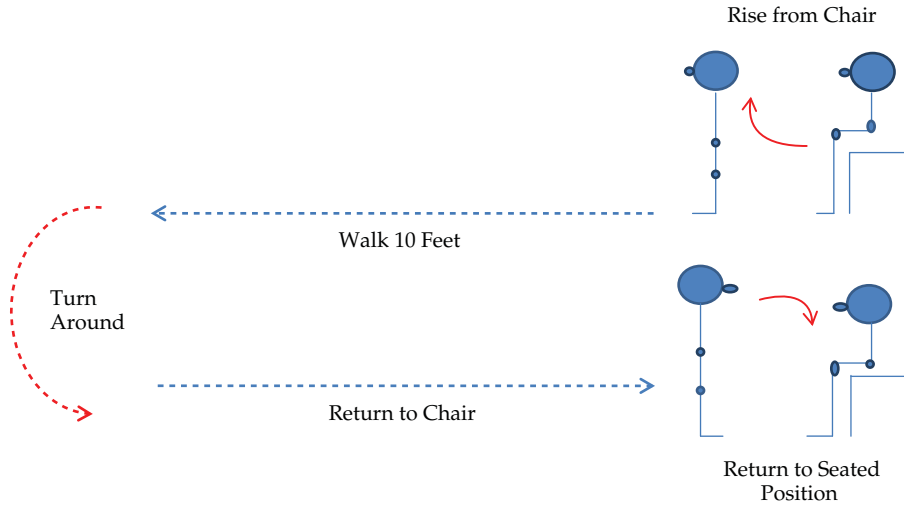 Rise from Chair
Walk 10 Feet
Turn
Around
Return to Chair
Return to Seated
Position